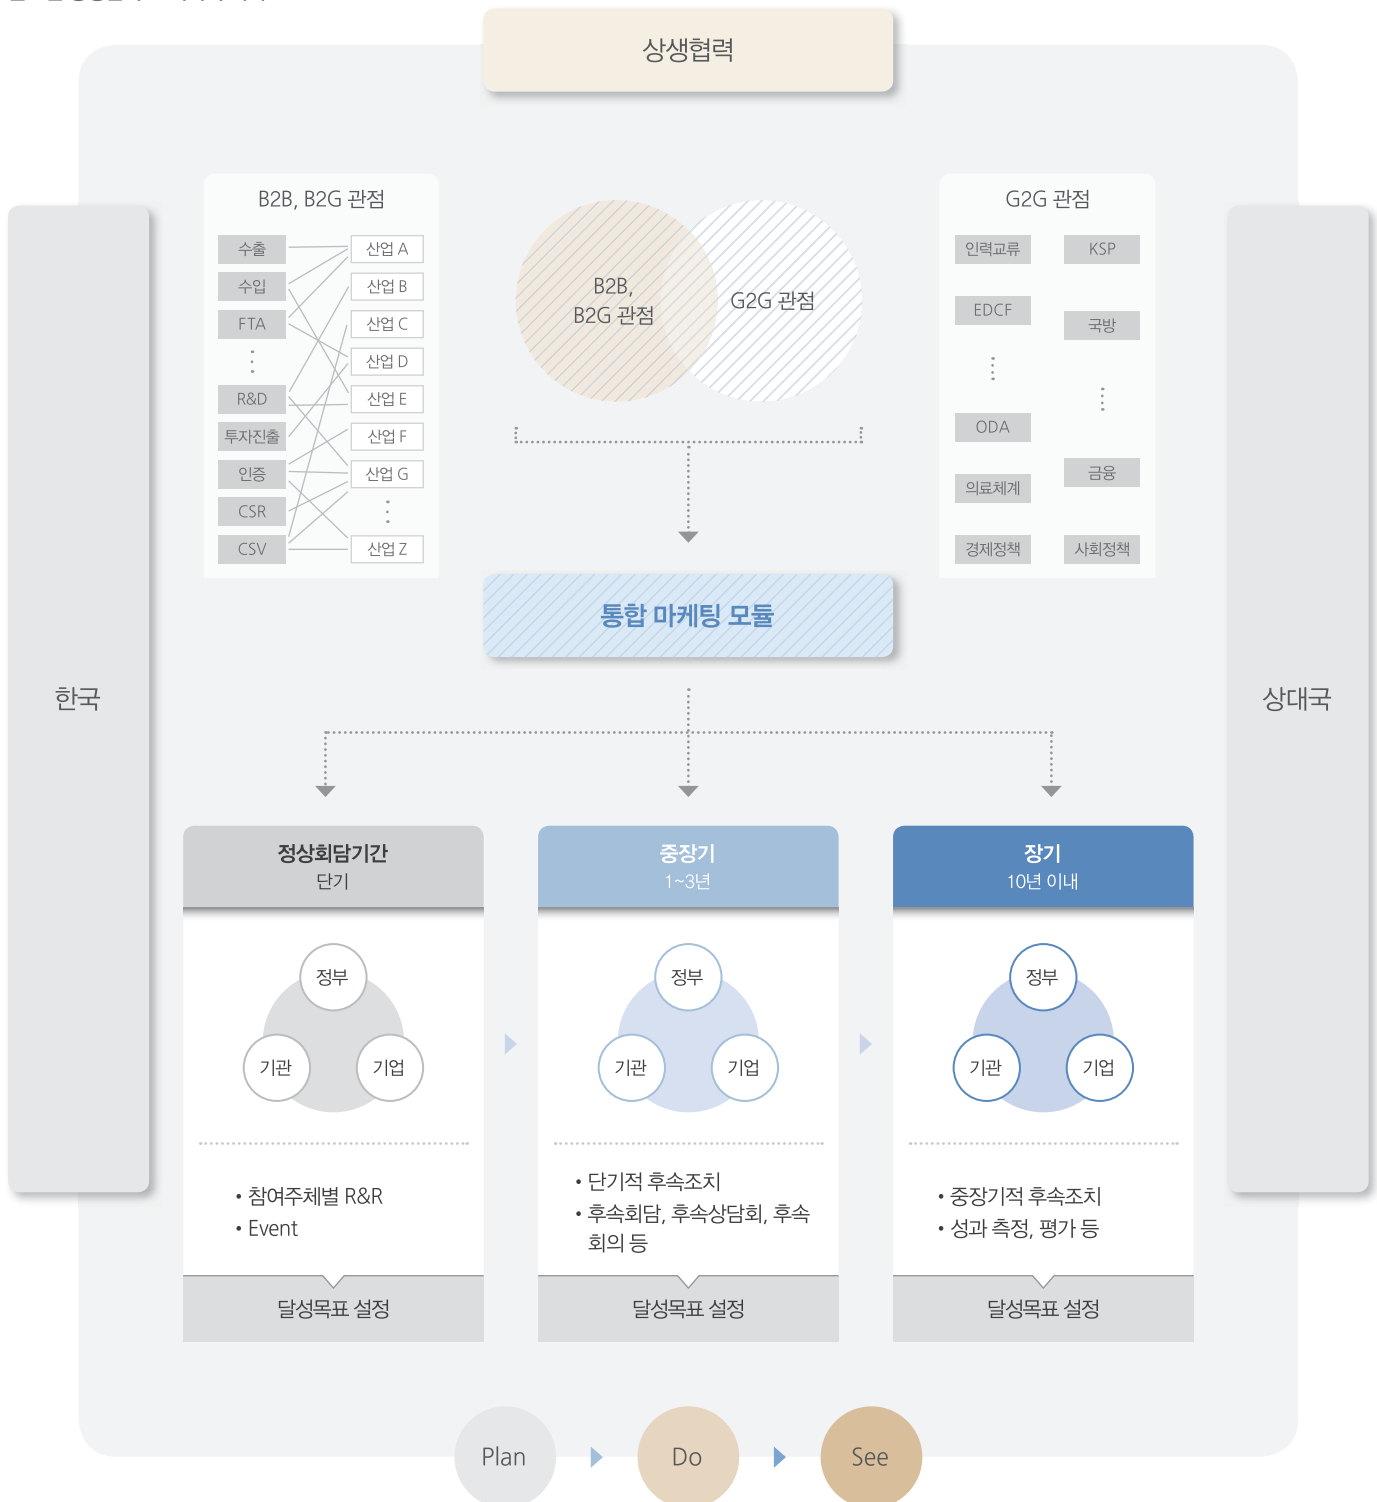 상생협력
B2B, B2G 관점
수출
수입
FTA
R&D
투자진출
인증
CSR
CSV
산업 A
산업 B
산업 C
산업 D
산업 E
산업 F
산업 G
산업 Z
B2B,
B2G 관점
G2G 관점
G2G 관점
인력교류
EDCF
ODA
의료체계
경제정책
KSP
국방
금융
사회정책
한국
상대국
통합 마케팅 모듈
정상회담기간
단기
정부
기관
기업
• 참여주체별 R&R
• Event
달성목표 설정
중장기
1~3년
정부
기관
기업
• 단기적 후속조치
• 후속회담, 후속상담회, 후속
회의 등
달성목표 설정
장기
10년 이내
정부
기관
기업
• 중장기적 후속조치
• 성과 측정, 평가 등
달성목표 설정
Plan
Do
See